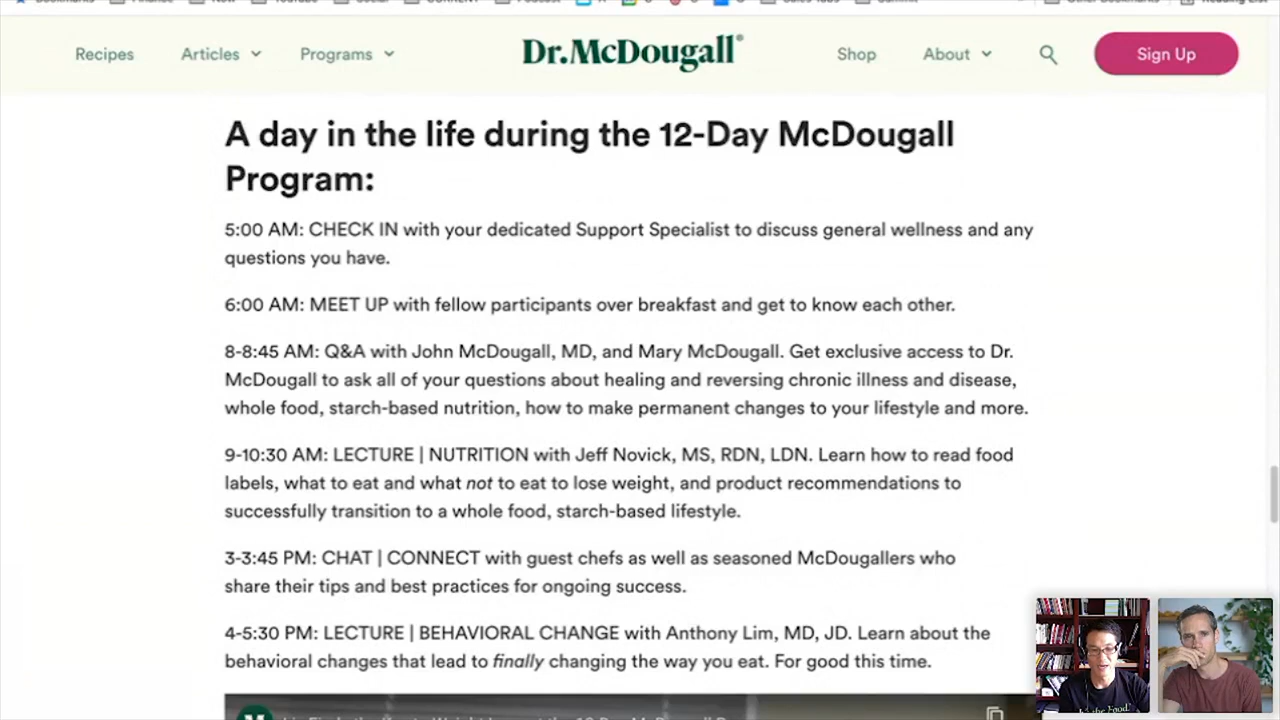 Bookmarks
Other Bookmarks
Reading List
Recipes Articles Programs Dr.McDougall® Shop About Sign Up
A day in the life during the 12-Day McDougall
Program:
5:00 AM: CHECK IN with your dedicated Support Specialist to discuss general wellness and any
questions you have.
6:00 AM: MEET UP with fellow participants over breakfast and get to know each other.
8-8:45 AM: Q&A with John McDougall, MD, and Mary McDougall. Get exclusive access to Dr.
McDougall to ask all of your questions about healing and reversing chronic illness and disease,
whole food, starch-based nutrition, how to make permanent changes to your lifestyle and more.
9-10:30 AM: LECTURE | NUTRITION with Jeff Novick, MS, RDN, LDN. Learn how to read food
labels, what to eat and what not to eat to lose weight, and product recommendations to
successfully transition to a whole food, starch-based lifestyle.
3-3:45 PM: CHAT | CONNECT with guest chefs as well as seasoned McDougallers who
share their tips and best practices for ongoing success.
4-5:30 PM: LECTURE | BEHAVIORAL CHANGE with Anthony Lim, MD, JD. Learn about the
behavioral changes that lead to finally changing the way you eat. For good this time.
the Food!